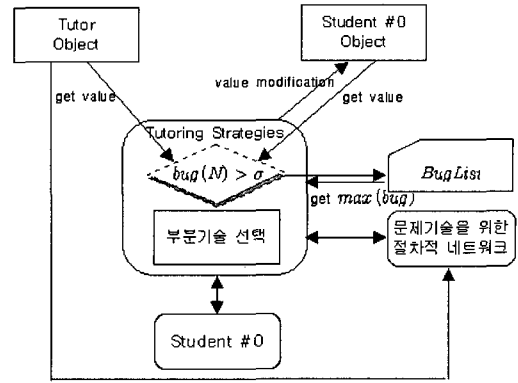 Tutor
Object
Student #0
Object
value modification
get value
get value
Tutoring Strategies
bug(N) > σ
BugList
get max(bug)
부분기술 선택
문제기술을 위한
절차적 네트워크
Student #0